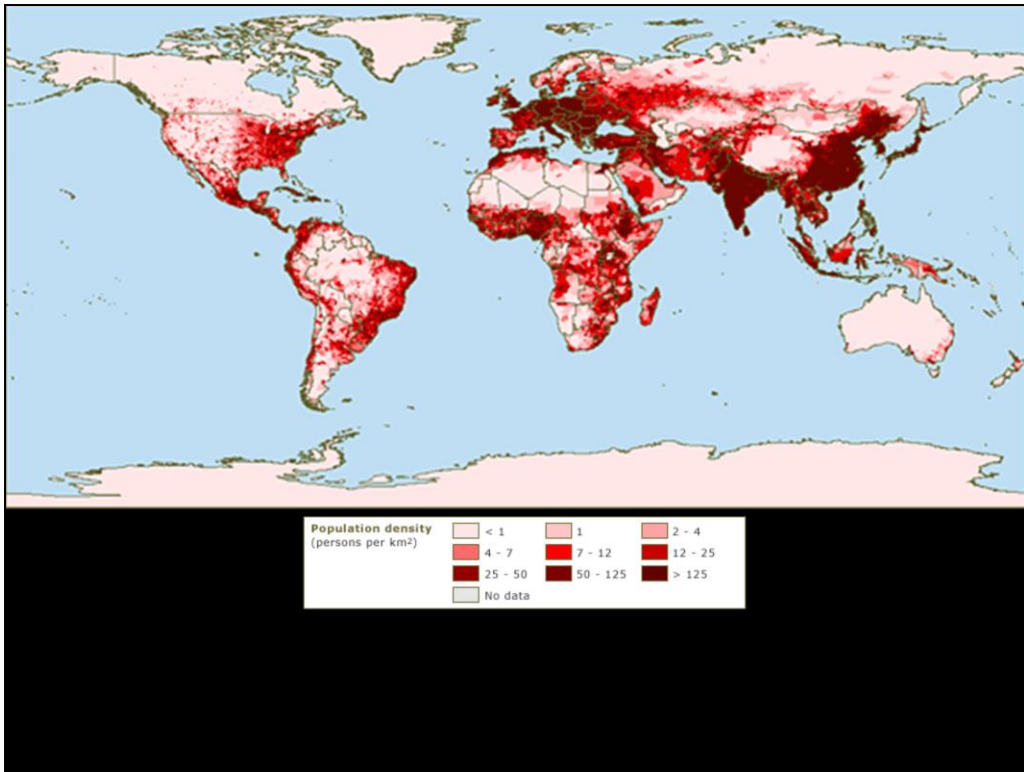 Population density
(persons per km²)
< 1
1
2 - 4
4 - 7
7 - 12
12 - 25
25 - 50
50 - 125
> 125
No data